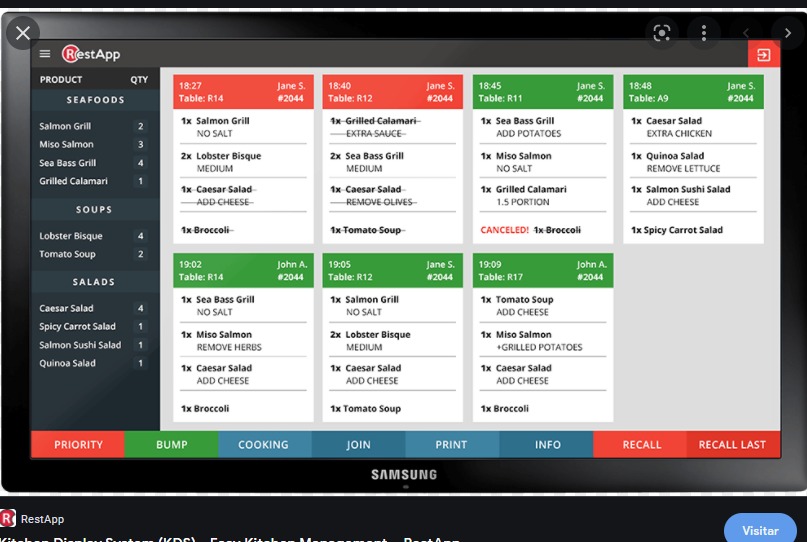 RestApp
PRODUCT QTY
SEAFOODS
Salmon Grill 2
Miso Salmon 3
Sea Bass Grill 4
Grilled Calamari 1
SOUPS
Lobster Bisque 4
Tomato Soup 2
SALADS
Caesar Salad 4
Spicy Carrot Salad 1
Salmon Sushi Salad 1
Quinoa Salad 1
18:27 Jane S.
Table: R14 #2044
1x Salmon Grill
NO SALT
2x Lobster Bisque
MEDIUM
1x Caesar Salad
ADD CHEESE
1x Broccoli
18:40 Jane S.
Table: R12 #2044
1x Grilled Calamari
EXTRA SAUCE
2x Sea Bass Grill
MEDIUM
1x Caesar Salad
REMOVE OLIVES
1x Tomato Soup
18:45 Jane S.
Table: R11 #2044
1x Sea Bass Grill
ADD POTATOES
1x Miso Salmon
NO SALT
1x Grilled Calamari
1.5 PORTION
CANCELED! 1x Broccoli
18:48 Jane S.
Table: A9 #2044
1x Caesar Salad
EXTRA CHICKEN
1x Quinoa Salad
REMOVE LETTUCE
1x Salmon Sushi Salad
ADD CHEESE
1x Spicy Carrot Salad
19:02 John A.
Table: R14 #2044
1x Sea Bass Grill
NO SALT
1x Miso Salmon
REMOVE HERBS
1x Caesar Salad
ADD CHEESE
1x Broccoli
19:05 Jane S.
Table: R12 #2044
1x Salmon Grill
NO SALT
2x Lobster Bisque
MEDIUM
1x Caesar Salad
ADD CHEESE
1x Tomato Soup
19:09 John A.
Table: R17 #2044
1x Tomato Soup
ADD CHEESE
1x Miso Salmon
+GRILLED POTATOES
1x Caesar Salad
ADD CHEESE
1x Broccoli
PRIORITY BUMP COOKING JOIN PRINT INFO RECALL RECALL LAST
SAMSUNG
RestApp
Kitchen Display System (KDS) - Easy Kitchen Management - RestApp
Visitar